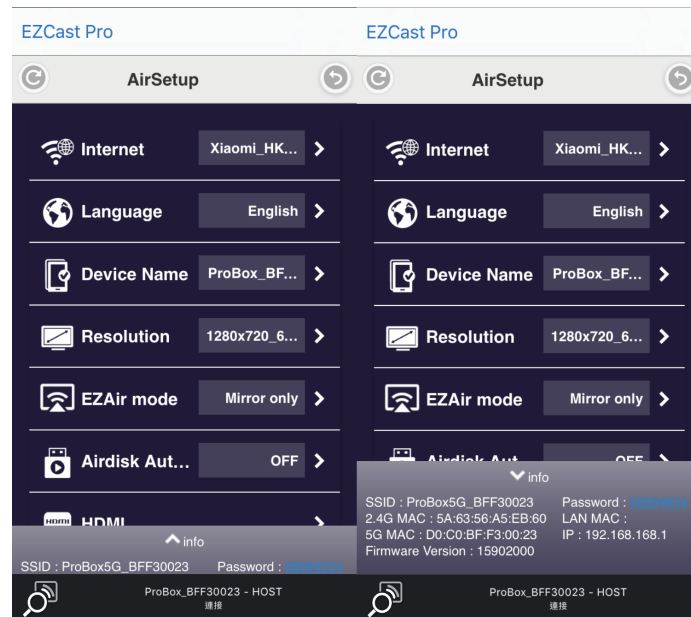 EZCast Pro
AirSetup
Internet Xiaomi_HK...
Language English
Device Name ProBox_BF...
Resolution 1280x720_6...
EZAir mode Mirror only
Airdisk Aut... OFF
HDMI
info
SSID : ProBox5G_BFF30023 Password :
ProBox_BFF30023 - HOST
連接
EZCast Pro
AirSetup
Internet Xiaomi_HK...
Language English
Device Name ProBox_BF...
Resolution 1280x720_6...
EZAir mode Mirror only
Airdisk Aut... OFF
info
SSID : ProBox5G_BFF30023 Password :
2.4G MAC : 5A:63:56:A5:EB:60 LAN MAC :
5G MAC : D0:C0:BF:F3:00:23 IP : 192.168.168.1
Firmware Version : 15902000
ProBox_BFF30023 - HOST
連接